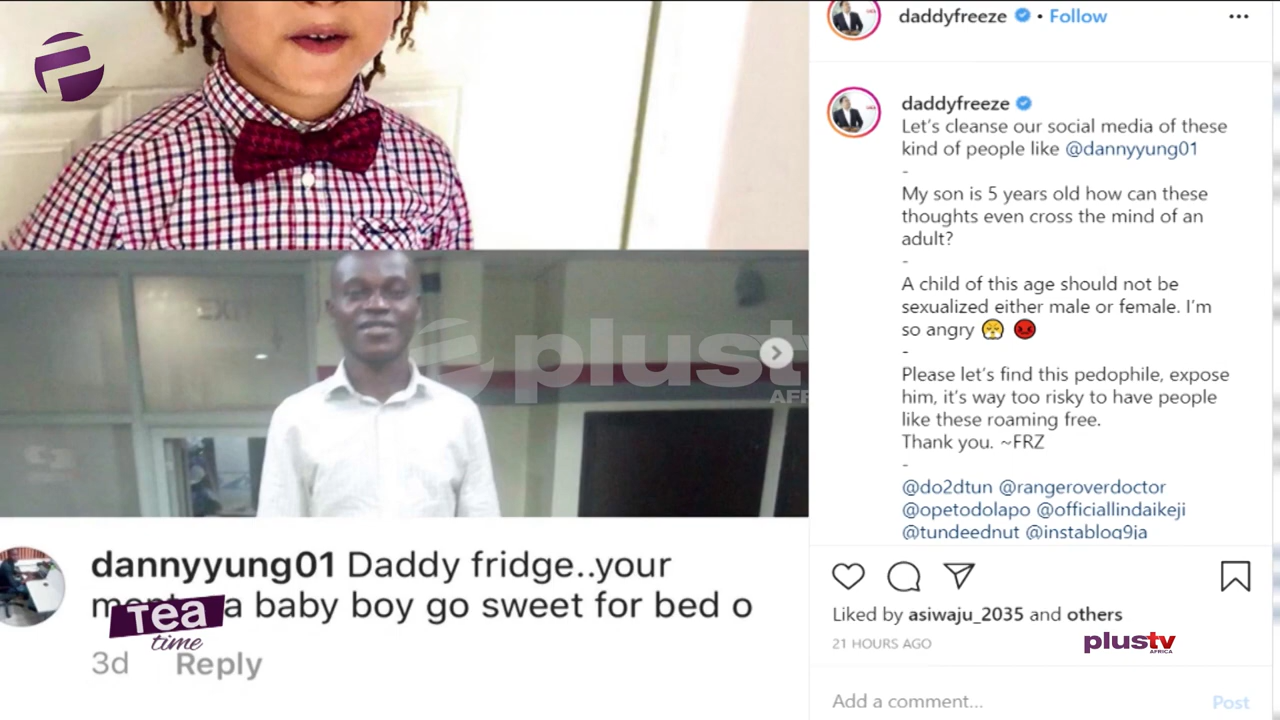 daddyfreeze • Follow
daddyfreeze
Let's cleanse our social media of these
kind of people like @dannyyung01
-
My son is 5 years old how can these
thoughts even cross the mind of an
adult?
-
A child of this age should not be
sexualized either male or female. I'm
so angry
-
Please let's find this pedophile, expose
him, it's way too risky to have people
like these roaming free.
Thank you. ~FRZ
-
@do2dtun @rangeroverdoctor
@opetodolapo @officiallindaikeji
@tundeednut @instablog9ja
Liked by asiwaju_2035 and others
21 HOURS AGO
Add a comment... Post
EXIT
plustv
AFR
dannyyung01 Daddy fridge..your
a baby boy go sweet for bed o
3d Reply
Tea
time
plustv
AFRICA